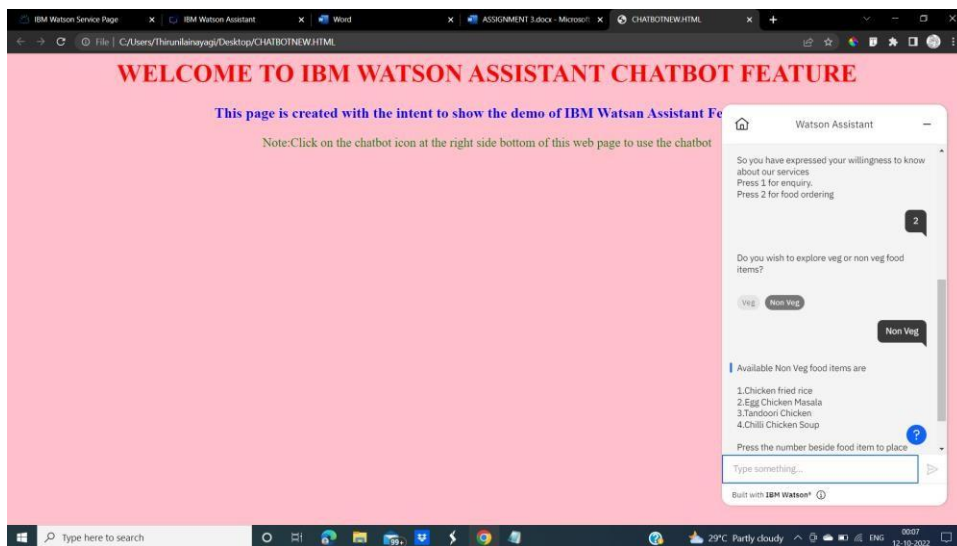 IBM Watson Service Page
IBM Watson Assistant
Word
ASSIGNMENT 3.docx - Microsoft
CHATBOTNEW.HTML
File | C:/Users/Thirunilainayagi/Desktop/CHATBOTNEW.HTML
WELCOME TO IBM WATSON ASSISTANT CHATBOT FEATURE
This page is created with the intent to show the demo of IBM Watsan Assistant Fe
Note:Click on the chatbot icon at the right side bottom of this web page to use the chatbot
Watson Assistant
So you have expressed your willingness to know
about our services
Press 1 for enquiry.
Press 2 for food ordering
2
Do you wish to explore veg or non veg food
items?
Veg Non Veg
Non Veg
Available Non Veg food items are
1.Chicken fried rice
2.Egg Chicken Masala
3.Tandoori Chicken
4.Chilli Chicken Soup
?
Press the number beside food item to place
Type something...
Built with IBM Watson®
Type here to search
99+
29°C Partly cloudy
ENG
00:07
12-10-2022